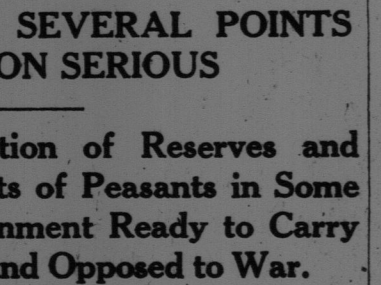 SEVERAL POINTS
ON SERIOUS
tion of Reserves and
ts of Peasants in Some
nment Ready to Carry
nd Opposed to War.